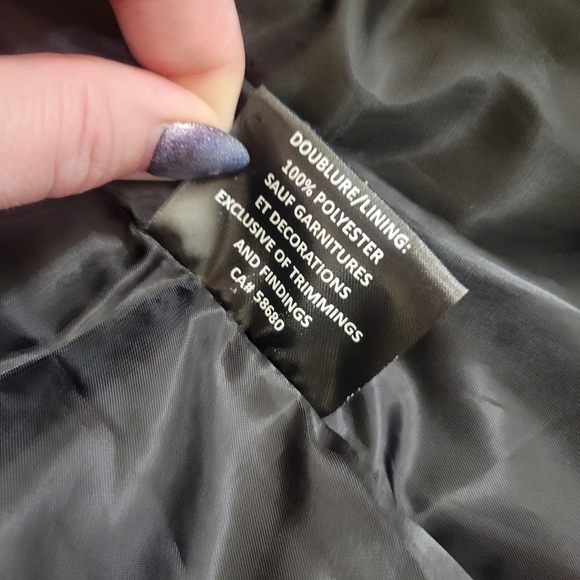 DOUBLURE/LINING:
100% POLYESTER
SAUF GARNITURES
ET DECORATIONS
EXCLUSIVE OF TRIMMINGS
AND FINDINGS
CA# 58680